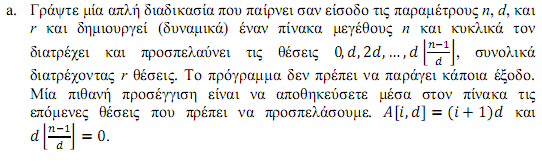 a. Γράψτε μία απλή διαδικασία που παίρνει σαν είσοδο τις παραμέτρους n, d, και
r και δημιουργεί (δυναμικά) έναν πίνακα μεγέθους n και κυκλικά τον
διατρέχει και προσπελαύνει τις θέσεις 0, d, 2d, ... , d ⌊(n−1)/d⌋, συνολικά
διατρέχοντας r θέσεις. Το πρόγραμμα δεν πρέπει να παράγει κάποια έξοδο.
Μία πιθανή προσέγγιση είναι να αποθηκεύσετε μέσα στον πίνακα τις
επόμενες θέσεις που πρέπει να προσπελάσουμε. A[i, d] = (i + 1)d και
d ⌊(n−1)/d⌋ = 0.